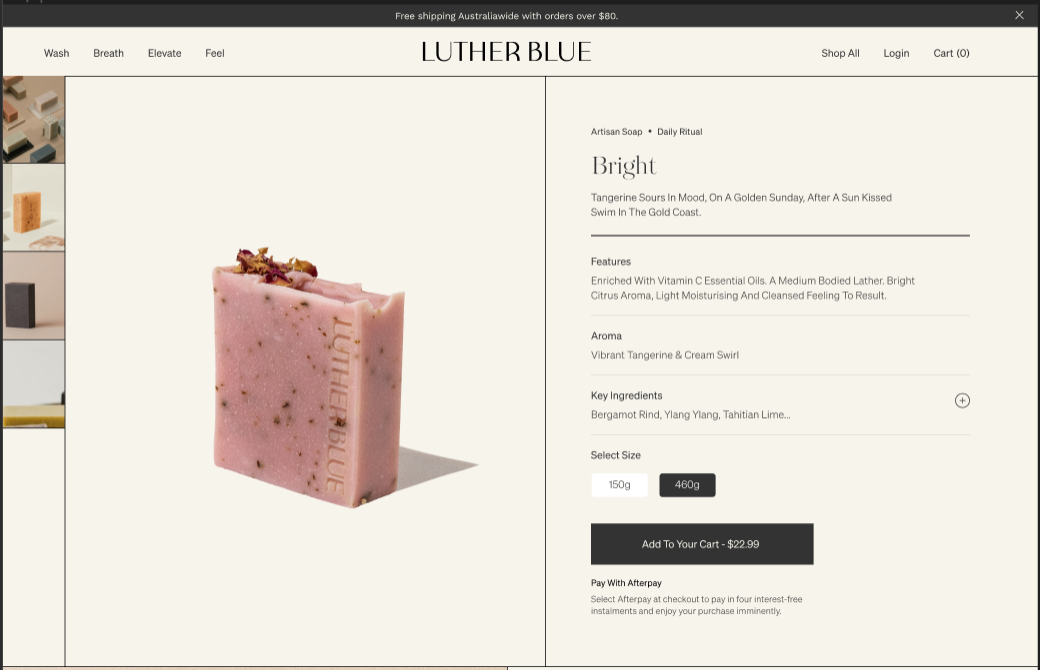 Free shipping Australiawide with orders over $80.
Wash Breath Elevate Feel
LUTHER BLUE
Shop All Login Cart (0)
Artisan Soap • Daily Ritual
Bright
Tangerine Sours In Mood, On A Golden Sunday, After A Sun Kissed
Swim In The Gold Coast.
Features
Enriched With Vitamin C Essential Oils. A Medium Bodied Lather. Bright
Citrus Aroma, Light Moisturising And Cleansed Feeling To Result.
Aroma
Vibrant Tangerine & Cream Swirl
Key Ingredients
Bergamot Rind, Ylang Ylang, Tahitian Lime...
Select Size
150g 460g
Add To Your Cart - $22.99
Pay With Afterpay
Select Afterpay at checkout to pay in four interest-free
instalments and enjoy your purchase imminently.
LUTHER BLUE